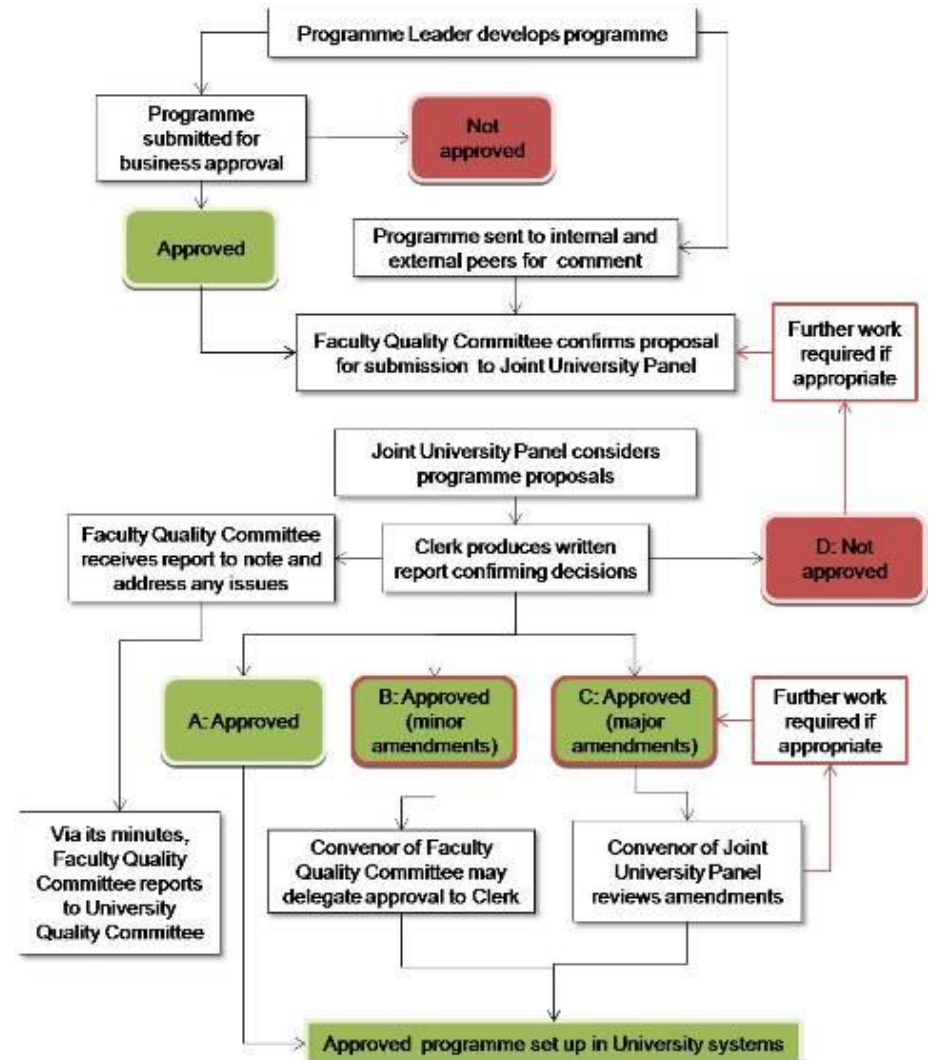 Programme Leader develops programme
Programme
submitted for
business approval
Not
approved
Approved
Programme sent to internal and
external peers for comment
Faculty Quality Committee confirms proposal
for submission to Joint University Panel
Further work
required if
appropriate
Joint University Panel considers
programme proposals
Faculty Quality Committee
receives report to note and
address any issues
Clerk produces written
report confirming decisions
D: Not
approved
A: Approved
B: Approved
(minor
amendments)
C: Approved
(major
amendments)
Further work
required if
appropriate
Via its minutes,
Faculty Quality
Committee reports
to University
Quality Committee
Convenor of Faculty
Quality Committee may
delegate approval to Clerk
Convenor of Joint
University Panel
reviews amendments
Approved programme set up in University systems